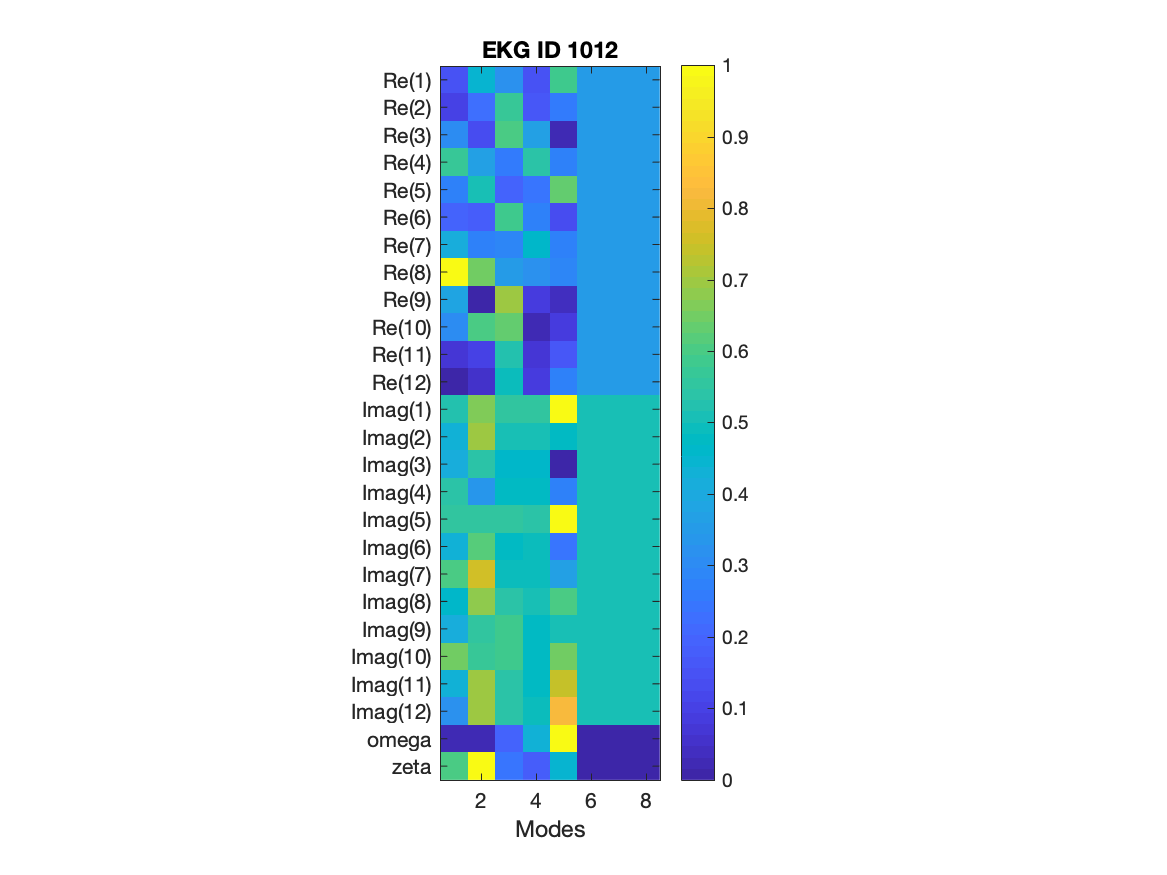 EKG ID 1012
Re(1)
Re(2)
Re(3)
Re(4)
Re(5)
Re(6)
Re(7)
Re(8)
Re(9)
Re(10)
Re(11)
Re(12)
Imag(1)
Imag(2)
Imag(3)
Imag(4)
Imag(5)
Imag(6)
Imag(7)
Imag(8)
Imag(9)
Imag(10)
Imag(11)
Imag(12)
omega
zeta
2 4 6 8
Modes
1
0.9
0.8
0.7
0.6
0.5
0.4
0.3
0.2
0.1
0